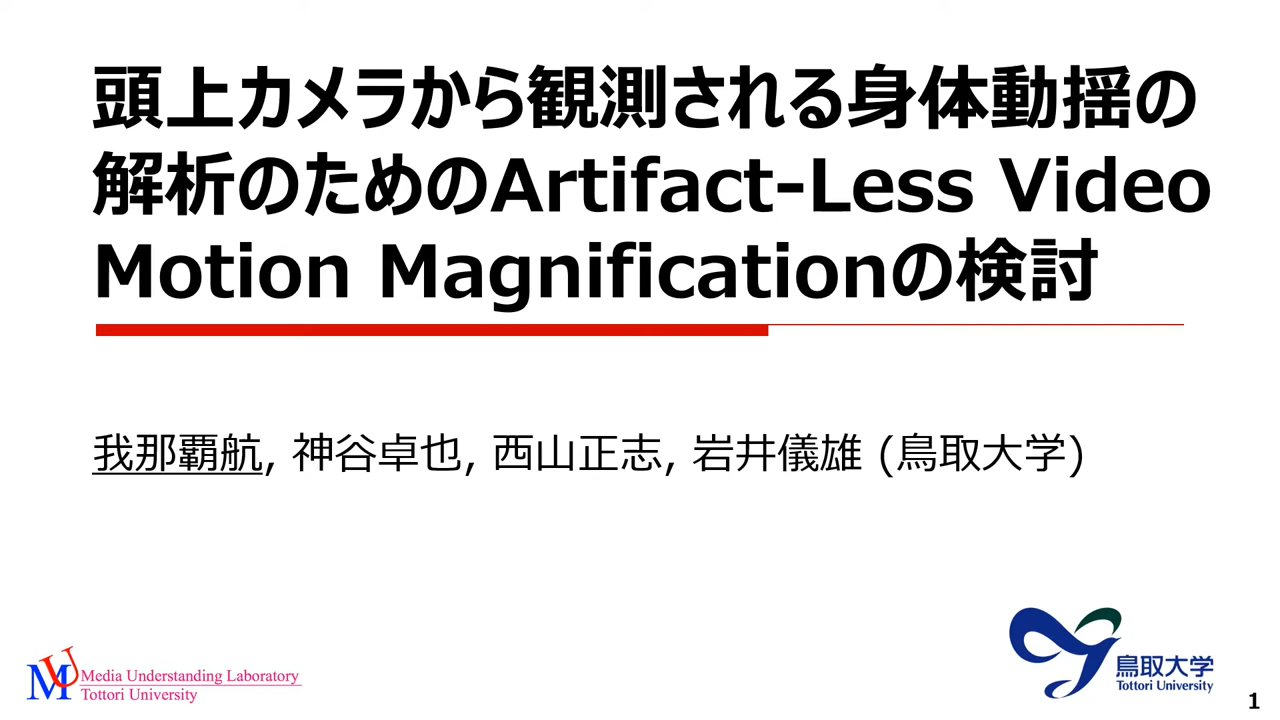 頭上カメラから観測される身体動揺の
解析のためのArtifact-Less Video
Motion Magnificationの検討
我那覇航, 神谷卓也, 西山正志, 岩井儀雄 (鳥取大学)
MU
Media Understanding Laboratory
Tottori University
鳥取大学
Tottori University
1